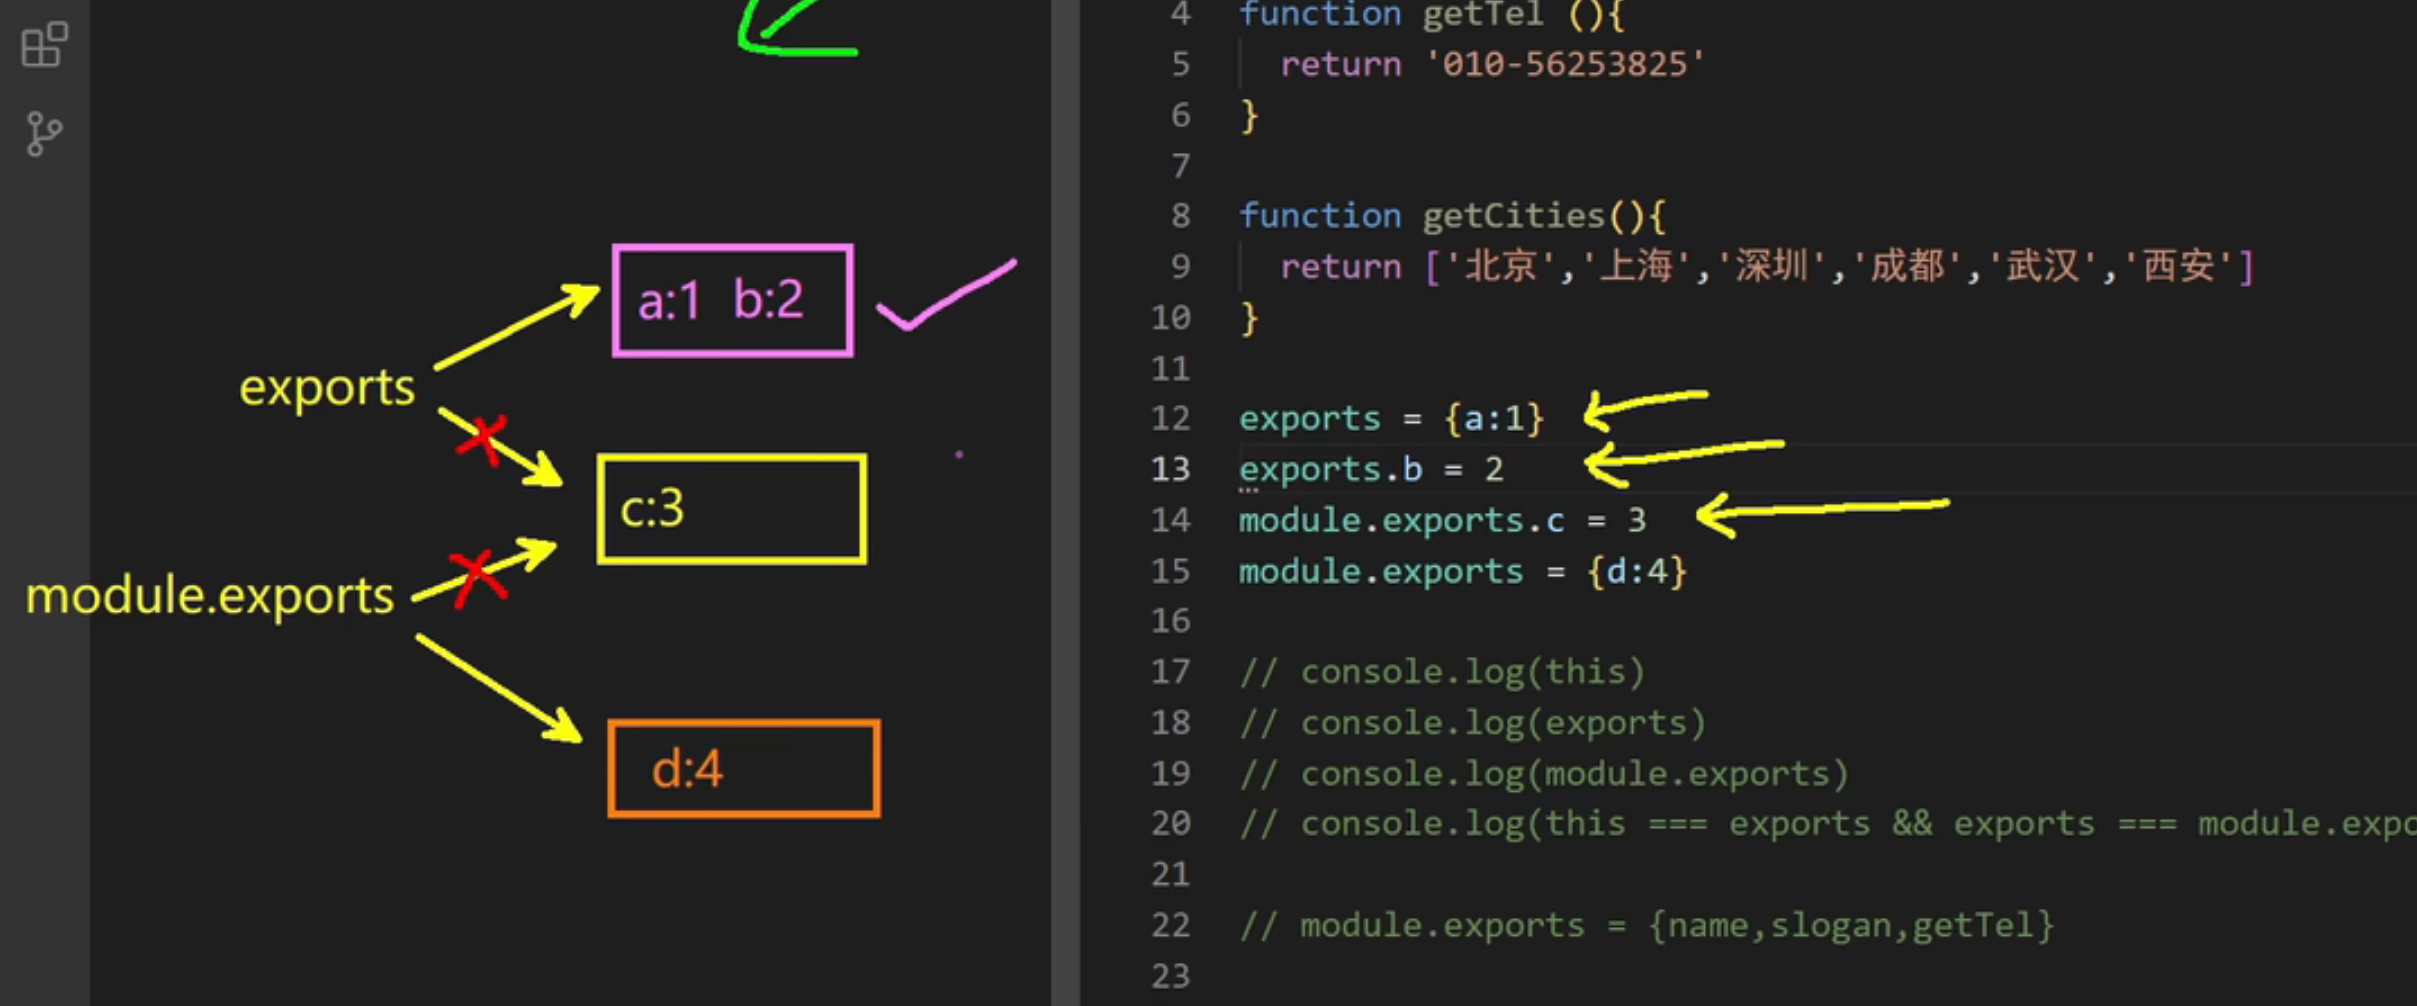 exports
module.exports
a:1 b:2
c:3
d:4
4 function getTel (){
5 return '010-56253825'
6 }
7
8 function getCities(){
9 return ['北京','上海','深圳','成都','武汉','西安']
10 }
11
12 exports = {a:1}
13 exports.b = 2
14 module.exports.c = 3
15 module.exports = {d:4}
16
17 // console.log(this)
18 // console.log(exports)
19 // console.log(module.exports)
20 // console.log(this === exports && exports === module.expo
21
22 // module.exports = {name,slogan,getTel}
23